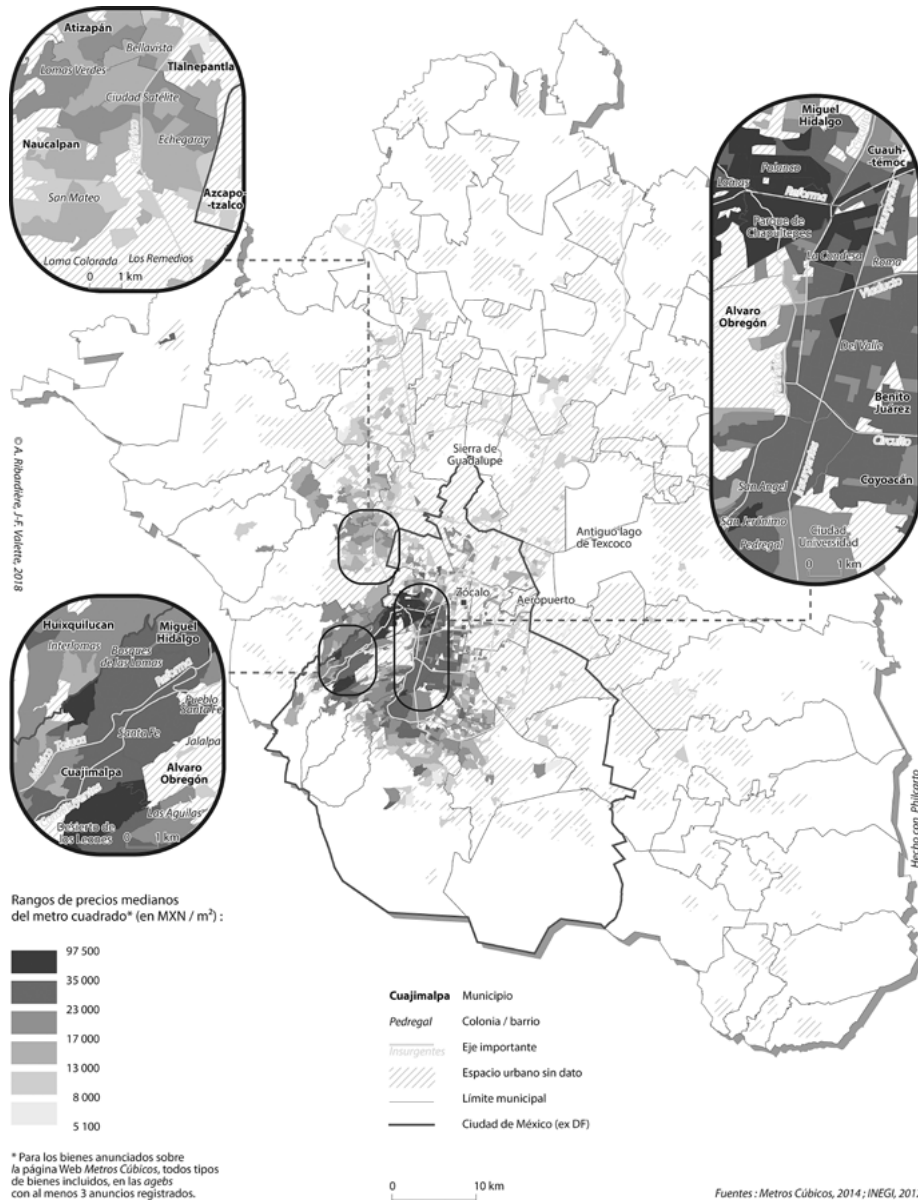 Atizapán
Bellavista
Lomas Verdes
Tlalnepantla
Ciudad Satélite
Naucalpan
Echegaray
San Mateo
Azcapo-
-tzalco
Loma Colorada
Los Remedios
0 1 km
Miguel
Hidalgo
Cuauh-
-témoc
Polanco
Lomas
Reforma
Insurgentes
Parque de
Chapultepec
La Condesa
Roma
Viaducto
Alvaro
Obregón
Del Valle
Benito
Juárez
Circuito
Insurgentes
Coyoacán
San Angel
San Jerónimo
Ciudad
Universidad
Pedregal
0 1 km
Sierra de
Guadalupe
Antiguo lago
de Texcoco
Zócalo
Aeropuerto
© A. Ribardière, J-F. Valette, 2018
Huixquilucan
Miguel
Hidalgo
Interlomas
Bosques
de las Lomas
Reforma
Pueblo
Santa Fe
Santa Fe
México Toluca
Jalalpa
Cuajimalpa
Alvaro
Obregón
Las Aguilas
Desierto de
los Leones
0 1 km
Hecho con Philcarto
Rangos de precios medianos
del metro cuadrado* (en MXN / m²) :
97 500
35 000
23 000
17 000
13 000
8 000
5 100
Cuajimalpa Municipio
Pedregal Colonia / barrio
Insurgentes Eje importante
Espacio urbano sin dato
Límite municipal
Ciudad de México (ex DF)
* Para los bienes anunciados sobre
la página Web Metros Cúbicos, todos tipos
de bienes incluidos, en las agebs
con al menos 3 anuncios registrados.
0 10 km
Fuentes : Metros Cúbicos, 2014 ; INEGI, 201